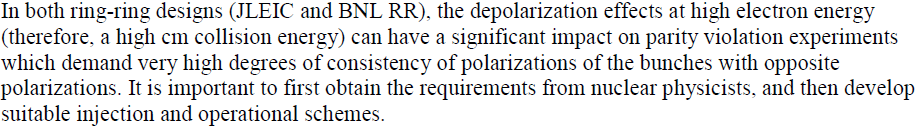 In both ring-ring designs (JLEIC and BNL RR), the depolarization effects at high electron energy
(therefore, a high cm collision energy) can have a significant impact on parity violation experiments
which demand very high degrees of consistency of polarizations of the bunches with opposite
polarizations. It is important to first obtain the requirements from nuclear physicists, and then develop
suitable injection and operational schemes.